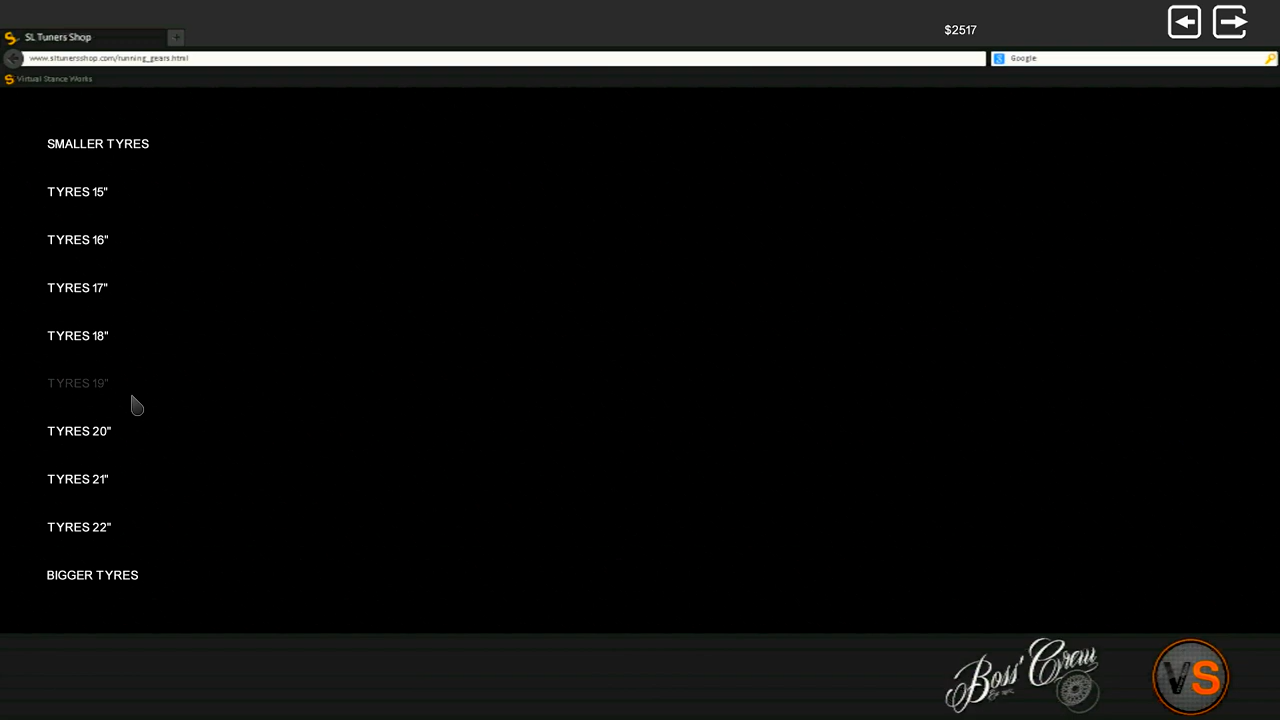 SL Tuners Shop
+
$2517
www.sltunersshop.com/running_gears.html
Google
Virtual Stance Works
SMALLER TYRES
TYRES 15"
TYRES 16"
TYRES 17"
TYRES 18"
TYRES 19"
TYRES 20"
TYRES 21"
TYRES 22"
BIGGER TYRES
Boss' Crew
VS